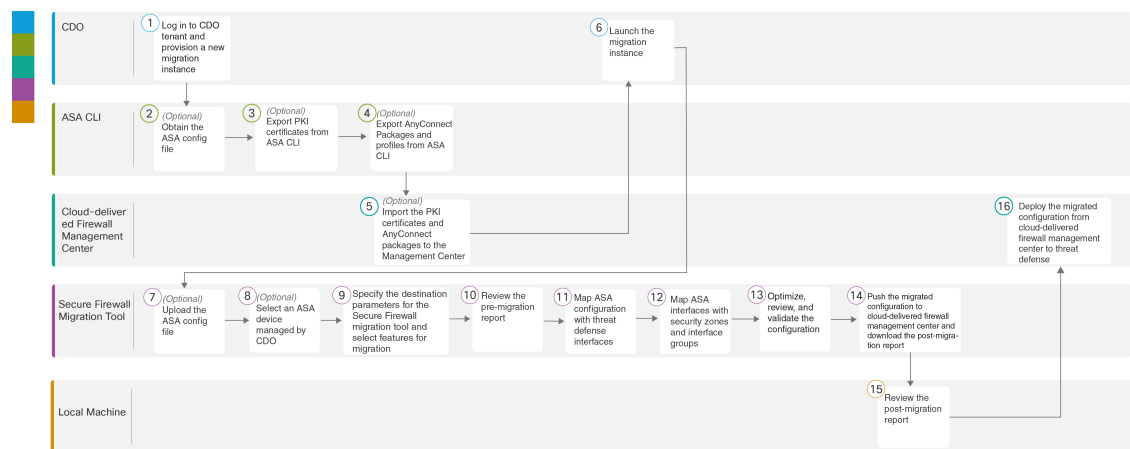 CDO
1
Log in to CDO
tenant and
provision a new
migration
instance
6
Launch the
migration
instance
ASA CLI
2
(Optional)
Obtain the
ASA config
file
3
(Optional)
Export PKI
certificates from
ASA CLI
4
(Optional)
Export AnyConnect
Packages and
profiles from ASA
CLI
Cloud-deliver
ed Firewall
Management
Center
5
(Optional)
Import the PKI
certificates and
AnyConnect
packages to the
Management Center
16
Deploy the migrated
configuration from
cloud-delivered
firewall management
center to threat
defense
Secure Firewall
Migration Tool
7
(Optional)
Upload the
ASA config
file
8
(Optional)
Select an ASA
device
managed by
CDO
9
Specify the destination
parameters for the
Secure Firewall
migration tool and
select features for
migration
10
Review the
pre-migration
report
11
Map ASA
configuration
with threat
defense
interfaces
12
Map ASA
interfaces with
security zones
and interface
groups
13
Optimize,
review, and
validate the
configuration
14
Push the migrated
configuration to
cloud-delivered firewall
management center and
download the post-migra-
tion report
Local Machine
15
Review the
post-migration
report